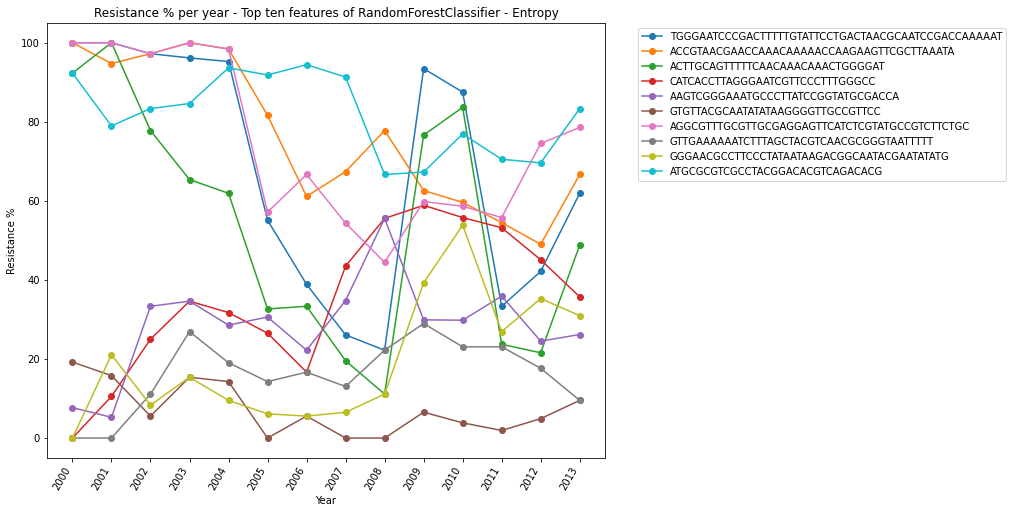 Resistance % per year - Top ten features of RandomForestClassifier - Entropy
100
80
60
40
20
0
Resistance %
2000
2001
2002
2003
2004
2005
2006
2007
2008
2009
2010
2011
2012
2013
Year
TGGGAATCCCGACTTTTTGTATTCCTGACTAACGCAATCCGACCAAAAAT
ACCGTAACGAACCAAACAAAAACCAAGAAGTTCGCTTAAATA
ACTTGCAGTTTTTCAACAAACAAACTGGGGAT
CATCACCTTAGGGAATCGTTCCCTTTGGGCC
AAGTCGGGAAATGCCCTTATCCGGTATGCGACCA
GTGTTACGCAATATATAAGGGGTTGCCGTTCC
AGGCGTTTGCGTTGCGAGGAGTTCATCTCGTATGCCGTCTTCTGC
GTTGAAAAAATCTTTAGCTACGTCAACGCGGGTAATTTTT
GGGAACGCCTTCCCTATAATAAGACGGCAATACGAATATATG
ATGCGCGTCGCCTACGGACACGTCAGACACG